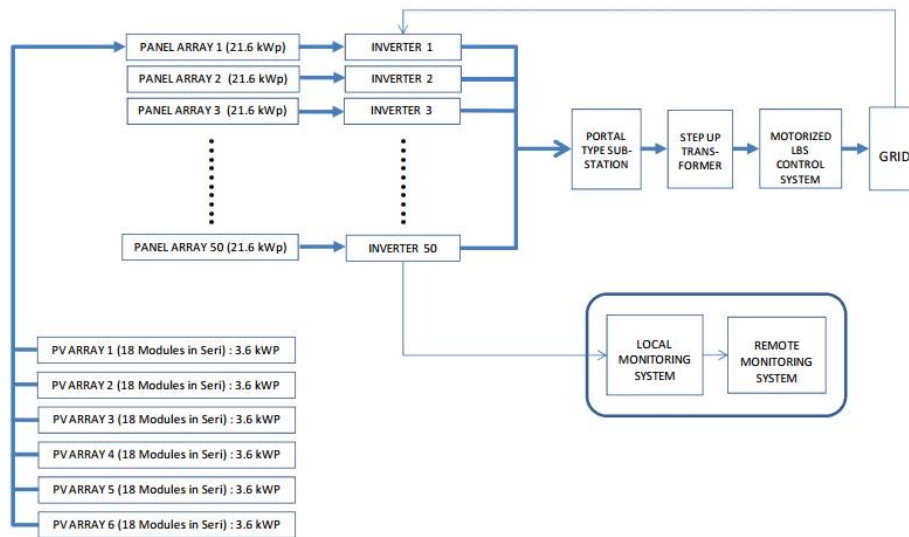 PANEL ARRAY 1 (21.6 kWp)
INVERTER 1
PANEL ARRAY 2 (21.6 kWp)
INVERTER 2
PANEL ARRAY 3 (21.6 kWp)
INVERTER 3
PANEL ARRAY 50 (21.6 kWp)
INVERTER 50
PORTAL
TYPE SUB-
STATION
STEP UP
TRANS-
FORMER
MOTORIZED
LBS
CONTROL
SYSTEM
GRID
LOCAL
MONITORING
SYSTEM
REMOTE
MONITORING
SYSTEM
PV ARRAY 1 (18 Modules in Seri) : 3.6 kWP
PV ARRAY 2 (18 Modules in Seri) : 3.6 kWP
PV ARRAY 3 (18 Modules in Seri) : 3.6 kWP
PV ARRAY 4 (18 Modules in Seri) : 3.6 kWP
PV ARRAY 5 (18 Modules in Seri) : 3.6 kWP
PV ARRAY 6 (18 Modules in Seri) : 3.6 kWP